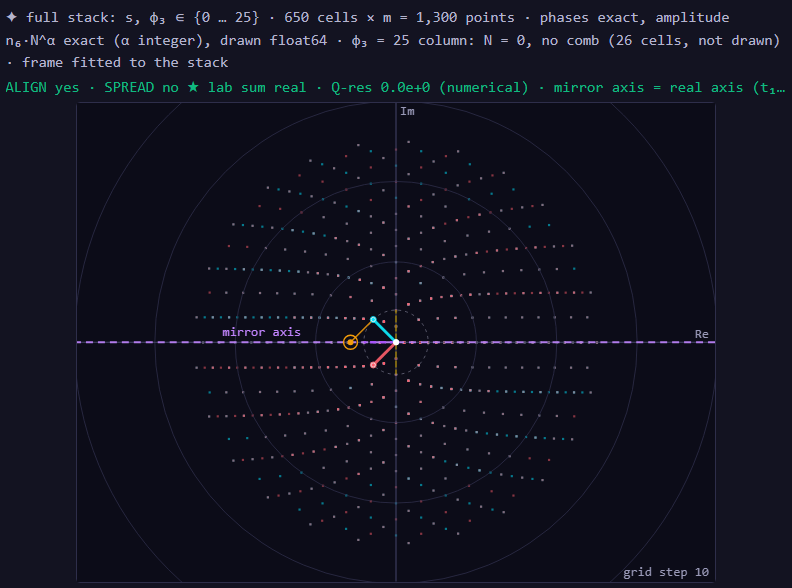 ✦ full stack: s, ϕ₃ ∈ {0 … 25} · 650 cells × m = 1,300 points · phases exact, amplitude
n₆·N^α exact (α integer), drawn float64 · ϕ₃ = 25 column: N = 0, no comb (26 cells, not drawn)
· frame fitted to the stack
ALIGN yes · SPREAD no ★ lab sum real · Q-res 0.0e+0 (numerical) · mirror axis = real axis (t₁…
Im
mirror axis
Re
grid step 10